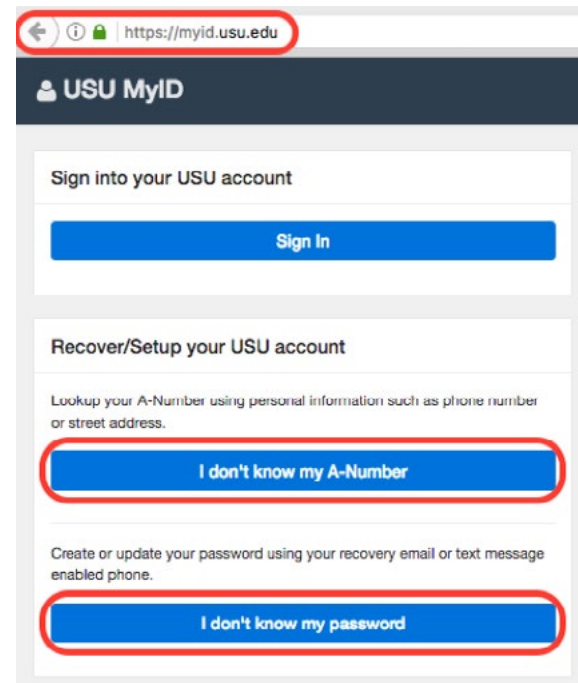 https://myid.usu.edu
USU MyID
Sign into your USU account
Sign In
Recover/Setup your USU account
Lookup your A-Number using personal information such as phone number
or street address.
I don't know my A-Number
Create or update your password using your recovery email or text message
enabled phone.
I don't know my password